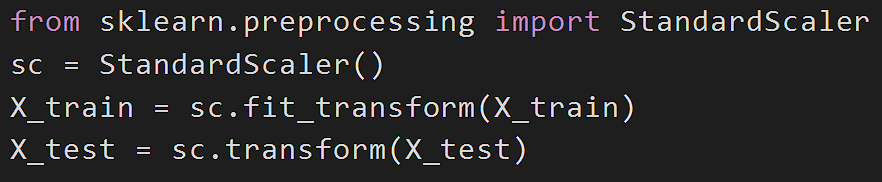 from sklearn.preprocessing import StandardScaler
sc = StandardScaler()
X_train = sc.fit_transform(X_train)
X_test = sc.transform(X_test)